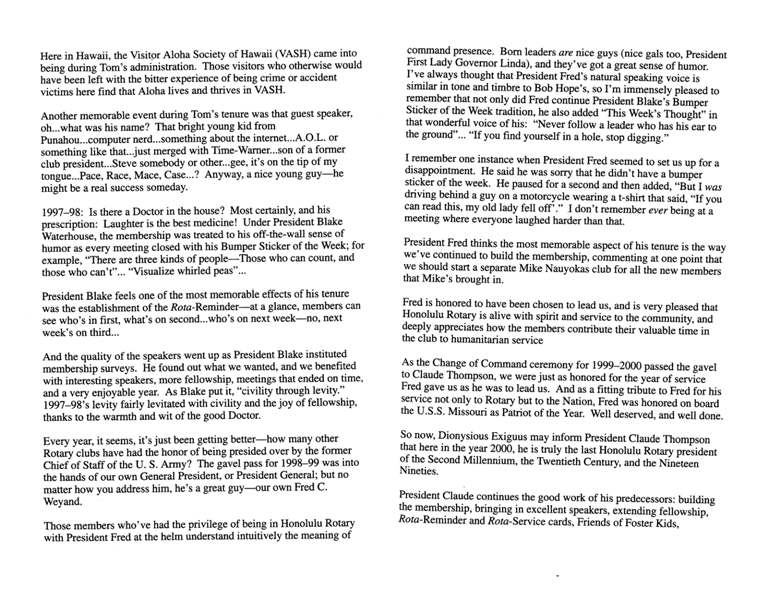 Here in Hawaii, the Visitor Aloha Society of Hawaii (VASH) came into
being during Tom's administration. Those visitors who otherwise would
have been left with the bitter experience of being crime or accident
victims here find that Aloha lives and thrives in VASH.

Another memorable event during Tom's tenure was that guest speaker,
oh...what was his name? That bright young kid from
Punahou...computer nerd...something about the internet...A.O.L. or
something like that...just merged with Time-Warner...son of a former
club president...Steve somebody or other...gee, it's on the tip of my
tongue...Pace, Race, Mace, Case...? Anyway, a nice young guy—he
might be a real success someday.

1997–98: Is there a Doctor in the house? Most certainly, and his
prescription: Laughter is the best medicine! Under President Blake
Waterhouse, the membership was treated to his off-the-wall sense of
humor as every meeting closed with his Bumper Sticker of the Week; for
example, "There are three kinds of people—Those who can count, and
those who can't"... "Visualize whirled peas"...

President Blake feels one of the most memorable effects of his tenure
was the establishment of the Rota-Reminder—at a glance, members can
see who's in first, what's on second...who's on next week—no, next
week's on third...

And the quality of the speakers went up as President Blake instituted
membership surveys. He found out what we wanted, and we benefited
with interesting speakers, more fellowship, meetings that ended on time,
and a very enjoyable year. As Blake put it, "civility through levity."
1997–98's levity fairly levitated with civility and the joy of fellowship,
thanks to the warmth and wit of the good Doctor.

Every year, it seems, it's just been getting better—how many other
Rotary clubs have had the honor of being presided over by the former
Chief of Staff of the U. S. Army? The gavel pass for 1998–99 was into
the hands of our own General President, or President General; but no
matter how you address him, he's a great guy—our own Fred C.
Weyand.

Those members who've had the privilege of being in Honolulu Rotary
with President Fred at the helm understand intuitively the meaning of
command presence. Born leaders are nice guys (nice gals too, President
First Lady Governor Linda), and they've got a great sense of humor.
I've always thought that President Fred's natural speaking voice is
similar in tone and timbre to Bob Hope's, so I'm immensely pleased to
remember that not only did Fred continue President Blake's Bumper
Sticker of the Week tradition, he also added "This Week's Thought" in
that wonderful voice of his: "Never follow a leader who has his ear to
the ground"... "If you find yourself in a hole, stop digging."

I remember one instance when President Fred seemed to set us up for a
disappointment. He said he was sorry that he didn't have a bumper
sticker of the week. He paused for a second and then added, "But I was
driving behind a guy on a motorcycle wearing a t-shirt that said, "If you
can read this, my old lady fell off'." I don't remember ever being at a
meeting where everyone laughed harder than that.

President Fred thinks the most memorable aspect of his tenure is the way
we've continued to build the membership, commenting at one point that
we should start a separate Mike Nauyokas club for all the new members
that Mike's brought in.

Fred is honored to have been chosen to lead us, and is very pleased that
Honolulu Rotary is alive with spirit and service to the community, and
deeply appreciates how the members contribute their valuable time in
the club to humanitarian service

As the Change of Command ceremony for 1999–2000 passed the gavel
to Claude Thompson, we were just as honored for the year of service
Fred gave us as he was to lead us. And as a fitting tribute to Fred for his
service not only to Rotary but to the Nation, Fred was honored on board
the U.S.S. Missouri as Patriot of the Year. Well deserved, and well done.

So now, Dionysious Exiguus may inform President Claude Thompson
that here in the year 2000, he is truly the last Honolulu Rotary president
of the Second Millennium, the Twentieth Century, and the Nineteen
Nineties.

President Claude continues the good work of his predecessors: building
the membership, bringing in excellent speakers, extending fellowship,
Rota-Reminder and Rota-Service cards, Friends of Foster Kids,